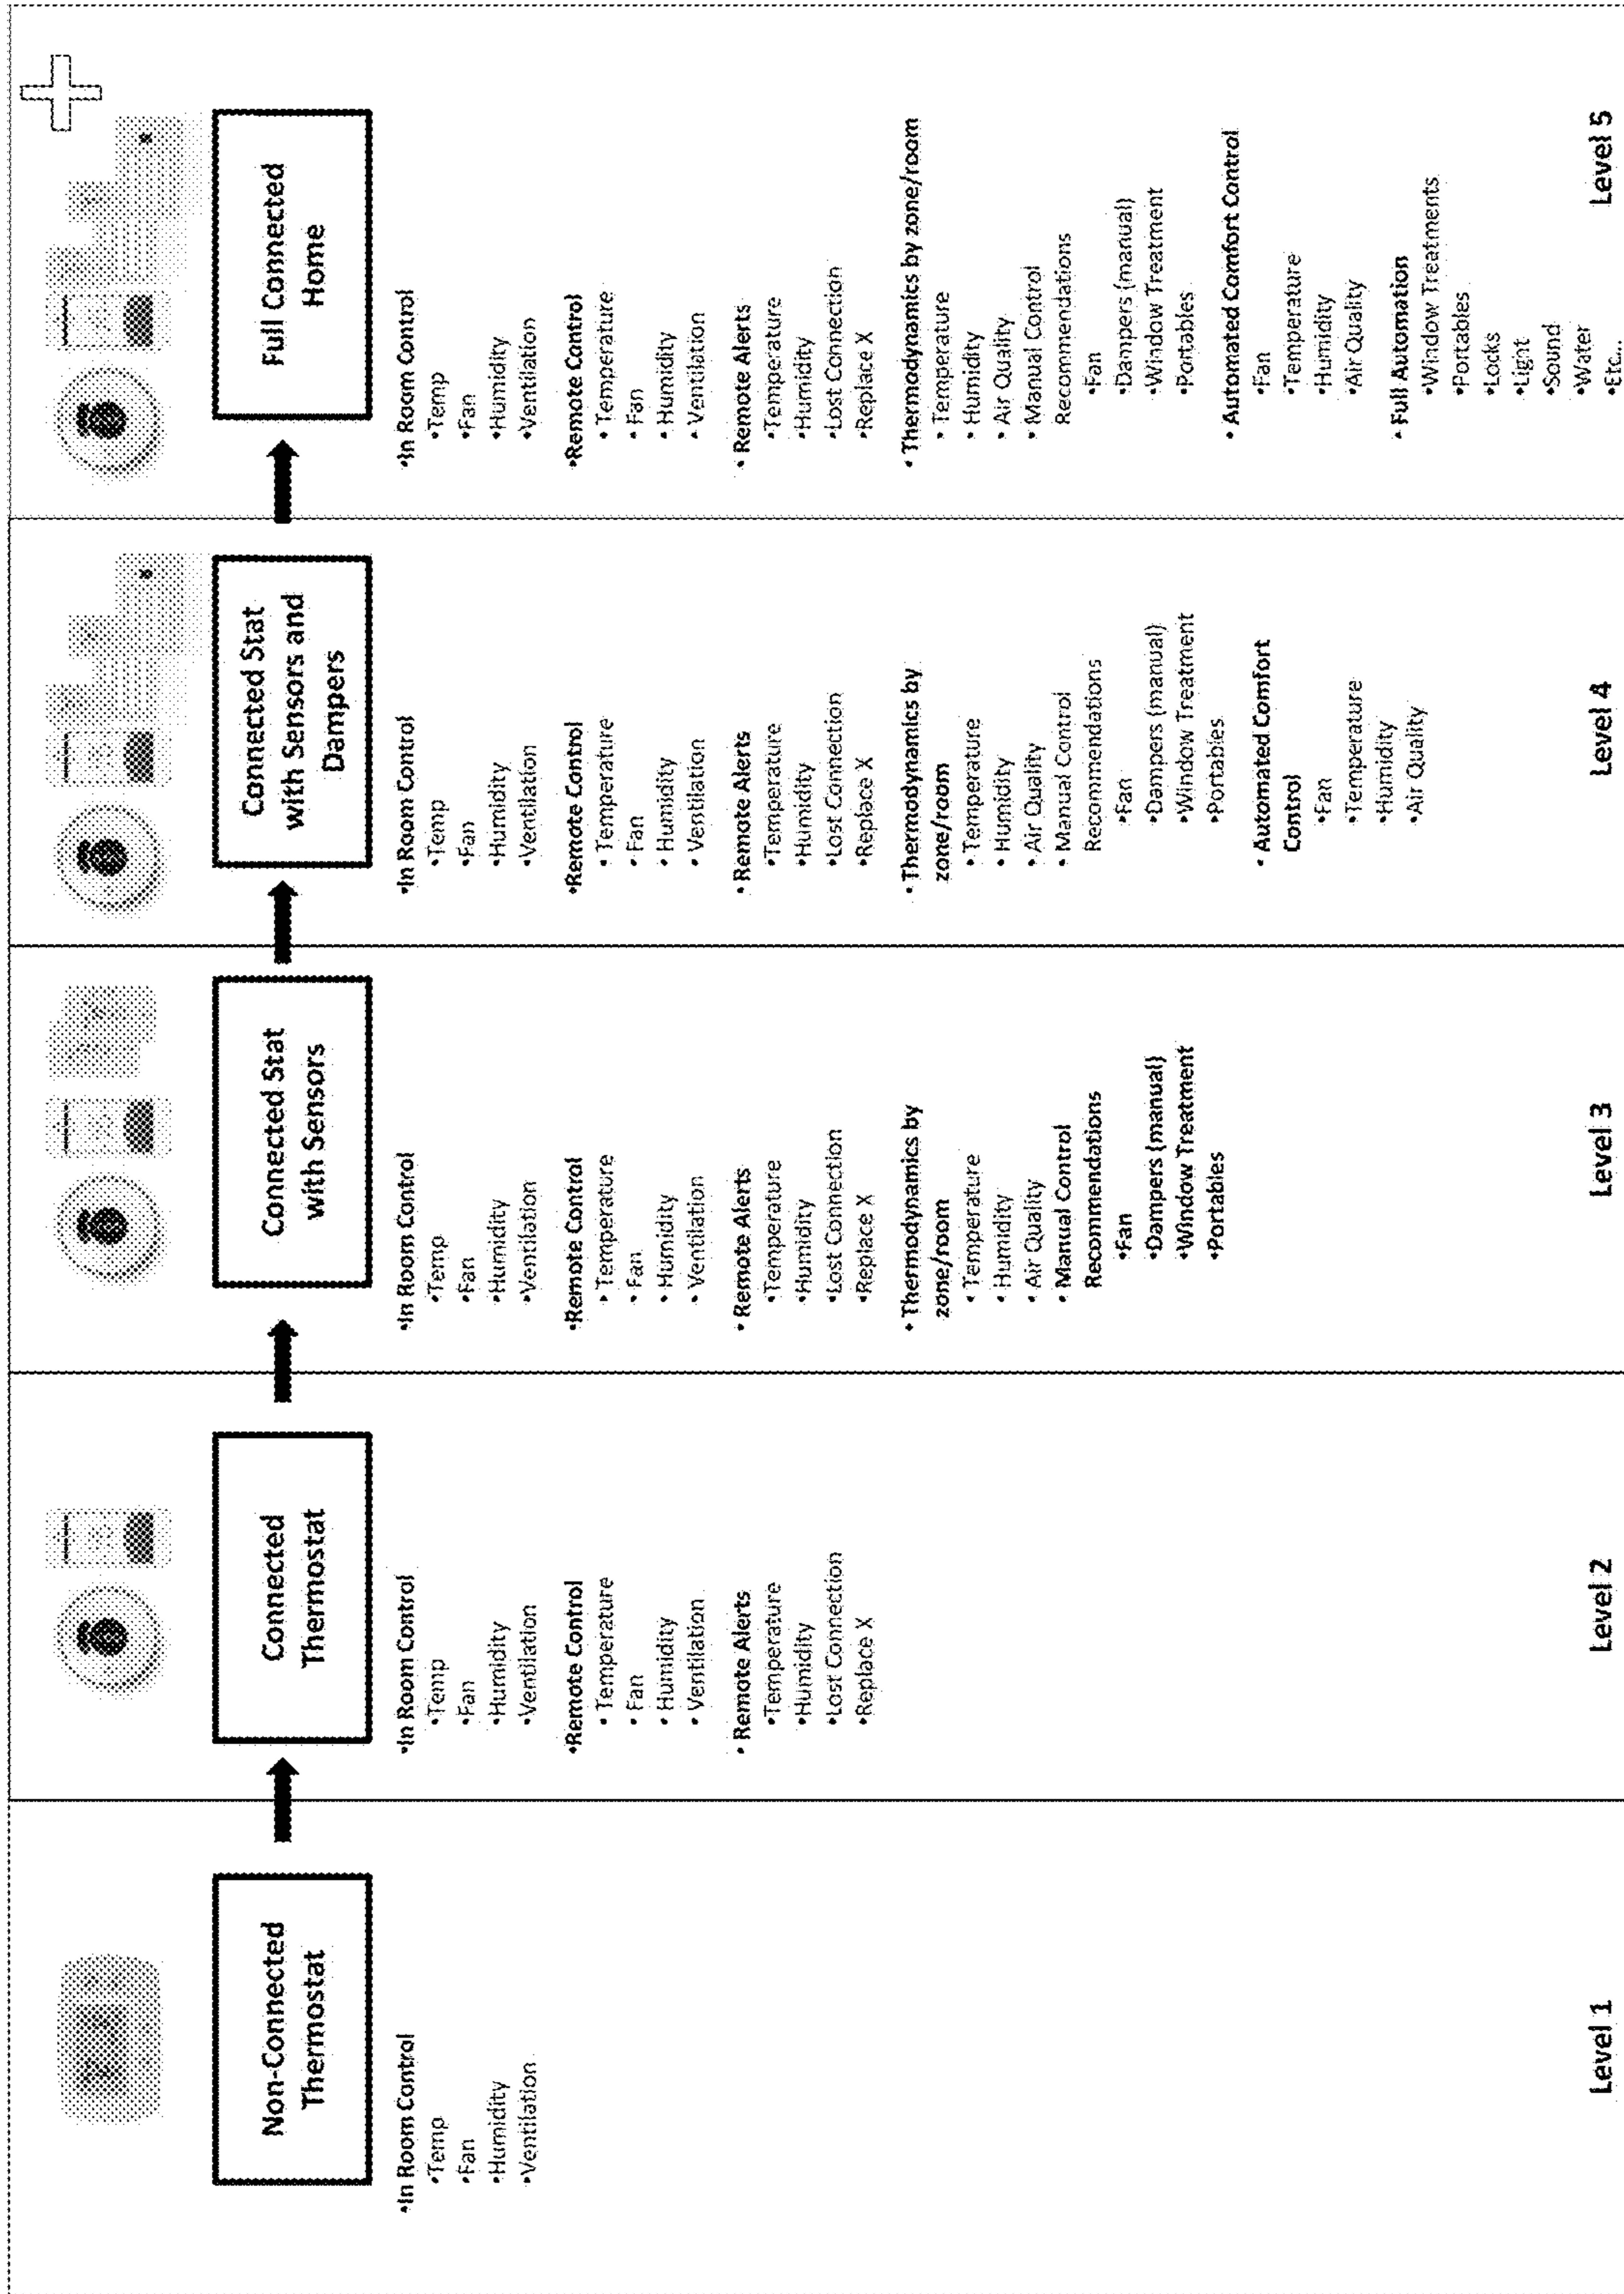 Non-Connected
Thermostat
•In Room Control
•Temp
•Fan
•Humidity
•Ventilation
Level 1
Connected
Thermostat
•In Room Control
•Temp
•Fan
•Humidity
•Ventilation
•Remote Control
• Temperature
• Fan
• Humidity
• Ventilation
• Remote Alerts
•Temperature
•Humidity
•Lost Connection
•Replace X
Level 2
Connected Stat
with Sensors
•In Room Control
•Temp
•Fan
•Humidity
•Ventilation
•Remote Control
• Temperature
• Fan
• Humidity
• Ventilation
• Remote Alerts
•Temperature
•Humidity
•Lost Connection
•Replace X
• Thermodynamics by
zone/room
• Temperature
• Humidity
• Air Quality
• Manual Control
Recommendations
•Fan
•Dampers (manual)
•Window Treatment
•Portables
Level 3
Connected Stat
with Sensors and
Dampers
•In Room Control
•Temp
•Fan
•Humidity
•Ventilation
•Remote Control
• Temperature
• Fan
• Humidity
• Ventilation
• Remote Alerts
•Temperature
•Humidity
•Lost Connection
•Replace X
• Thermodynamics by
zone/room
• Temperature
• Humidity
• Air Quality
• Manual Control
Recommendations
•Fan
•Dampers (manual)
•Window Treatment
•Portables
• Automated Comfort
Control
•Fan
•Temperature
•Humidity
•Air Quality
Level 4
Full Connected
Home
•In Room Control
•Temp
•Fan
•Humidity
•Ventilation
•Remote Control
• Temperature
• Fan
• Humidity
• Ventilation
• Remote Alerts
•Temperature
•Humidity
•Lost Connection
•Replace X
• Thermodynamics by zone/room
• Temperature
• Humidity
• Air Quality
• Manual Control
Recommendations
•Fan
•Dampers (manual)
•Window Treatment
•Portables
• Automated Comfort Control
•Fan
•Temperature
•Humidity
•Air Quality
• Full Automation
•Window Treatments
•Portables
•Locks
•Light
•Sound
•Water
•Etc...
Level 5